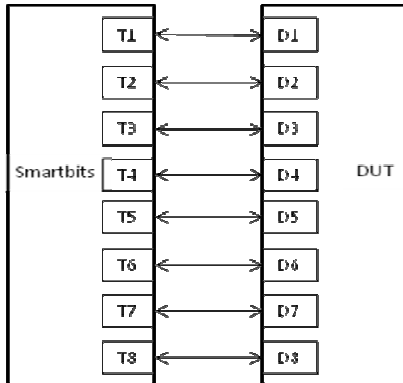 T1 D1
T2 D2
T3 D3
Smartbits T4 D4 DUT
T5 D5
T6 D6
T7 D7
T8 D8